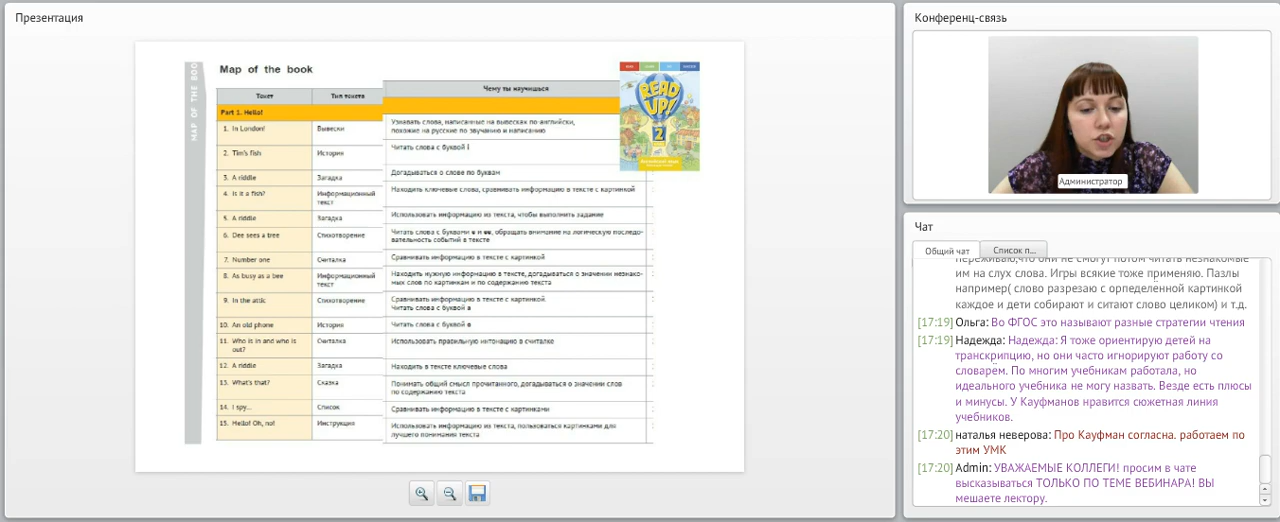 Презентация
MAP OF THE BOO
Map of the book
Текст Тип текста Чему ты научишься
READ UP!
2
Part 1. Hello!
1. In London! Вывески Узнавать слова, написанные на вывесках по-английски,
похожие на русские по звучанию и написанию
2. Tim's fish История Читать слова с буквой i
3. A riddle Загадка Догадываться о слове по буквам
4. Is it a fish? Информационный Находить ключевые слова, сравнивать информацию в тексте с картинкой
текст
5. A riddle Загадка Использовать информацию из текста, чтобы выполнить задание
6. Dee sees a tree Стихотворение Читать слова с буквами e и ee, обращать внимание на логическую последо-
вательность событий в тексте
7. Number one Считалка Сравнивать информацию в тексте с картинкой
8. As busy as a bee Информационный Находить нужную информацию в тексте, догадываться о значении незнако-
текст мых слов по картинкам и по содержанию текста
9. In the attic Стихотворение Сравнивать информацию в тексте с картинкой
Читать слова с буквой a
10. An old phone История Читать слова с буквой o
11. Who is in and who is Считалка Использовать правильную интонацию в считалке
out?
12. A riddle Загадка Находить в тексте ключевые слова
13. What's that? Сказка Понимать общий смысл прочитанного, догадываться о значении слов
по содержанию текста
14. I spy... Список Сравнивать информацию в тексте с картинками
15. Hello! Oh, no! Инструкция Использовать информацию из текста, пользоваться картинками для
лучшего понимания текста
Конференц-связь
Администратор
Чат
Общий чат Список п...
переживаю,что они не смогут потом читать незнакомые
им на слух слова. Игры всякие тоже применяю. Пазлы
например( слово разрезаю с орпеделенной картинкой
каждое и дети собирают и ситают слово целиком) и т.д.
[17:19] Ольга: Во ФГОС это называют разные стратегии чтения
[17:19] Надежда: Надежда: Я тоже ориентирую детей на
транскрипцию, но они часто игнорируют работу со
словарём. По многим учебникам работала, но
идеального учебника не могу назвать. Везде есть плюсы
и минусы. У Кауфманов нравится сюжетная линия
учебников.
[17:20] наталья неверова: Про Кауфман согласна. работаем по
этим УМК
[17:20] Admin: УВАЖАЕМЫЕ КОЛЛЕГИ! просим в чате
высказываться ТОЛЬКО ПО ТЕМЕ ВЕБИНАРА! ВЫ
мешаете лектору.